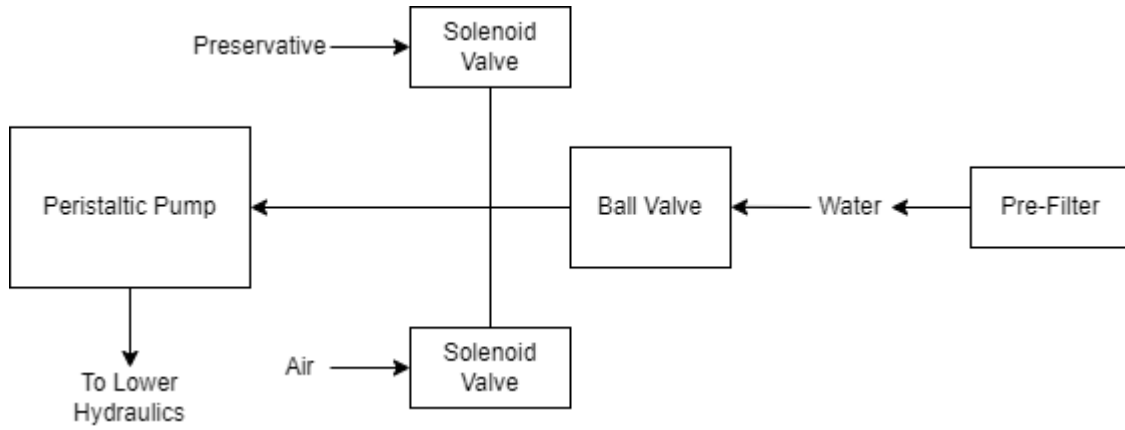 Preservative
Solenoid
Valve
Peristaltic Pump
Ball Valve
Water
Pre-Filter
Air
Solenoid
Valve
To Lower
Hydraulics